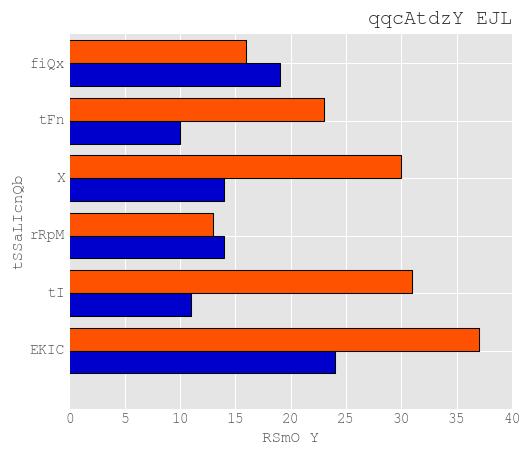 qqcAtdzY EJL
fiQx
tFn
X
rRpM
tI
EKIC
tSSaLIcnQb
0 5 10 15 20 25 30 35 40
RSmO Y